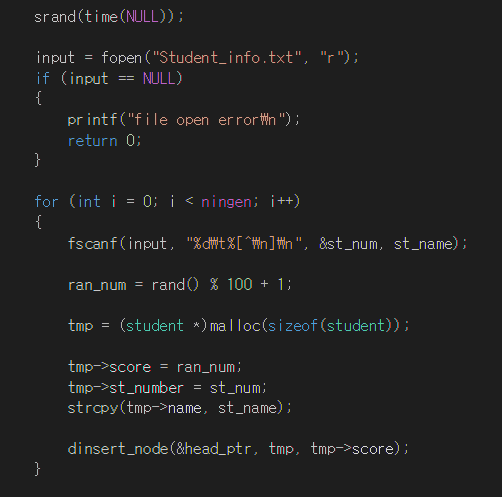 srand(time(NULL));
input = fopen("Student_info.txt", "r");
if (input == NULL)
{
printf("file open error₩n");
return 0;
}
for (int i = 0; i < ningen; i++)
{
fscanf(input, "%d₩t%[^₩n]₩n", &st_num, st_name);
ran_num = rand() % 100 + 1;
tmp = (student *)malloc(sizeof(student));
tmp->score = ran_num;
tmp->st_number = st_num;
strcpy(tmp->name, st_name);
dinsert_node(&head_ptr, tmp, tmp->score);
}